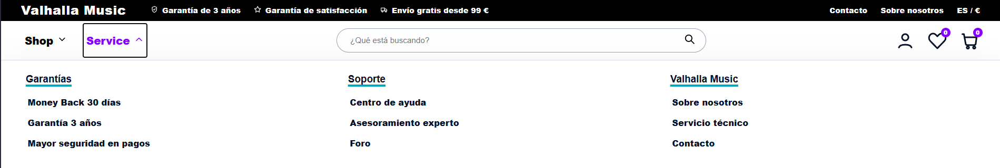 Valhalla Music Garantía de 3 años Garantía de satisfacción Envío gratis desde 99 € Contacto Sobre nosotros ES / €
Shop Service ¿Qué está buscando? 0 0
Garantías Soporte Valhalla Music
Money Back 30 días Centro de ayuda Sobre nosotros
Garantía 3 años Asesoramiento experto Servicio técnico
Mayor seguridad en pagos Foro Contacto